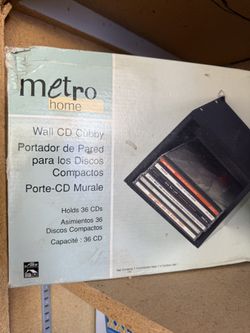 metro
home
Wall CD Cubby
Portador de Pared
para los Discos
Compactos
Porte-CD Murale
Holds 36 CDs
Asimientos 36
Discos Compactos
Capacité : 36 CD